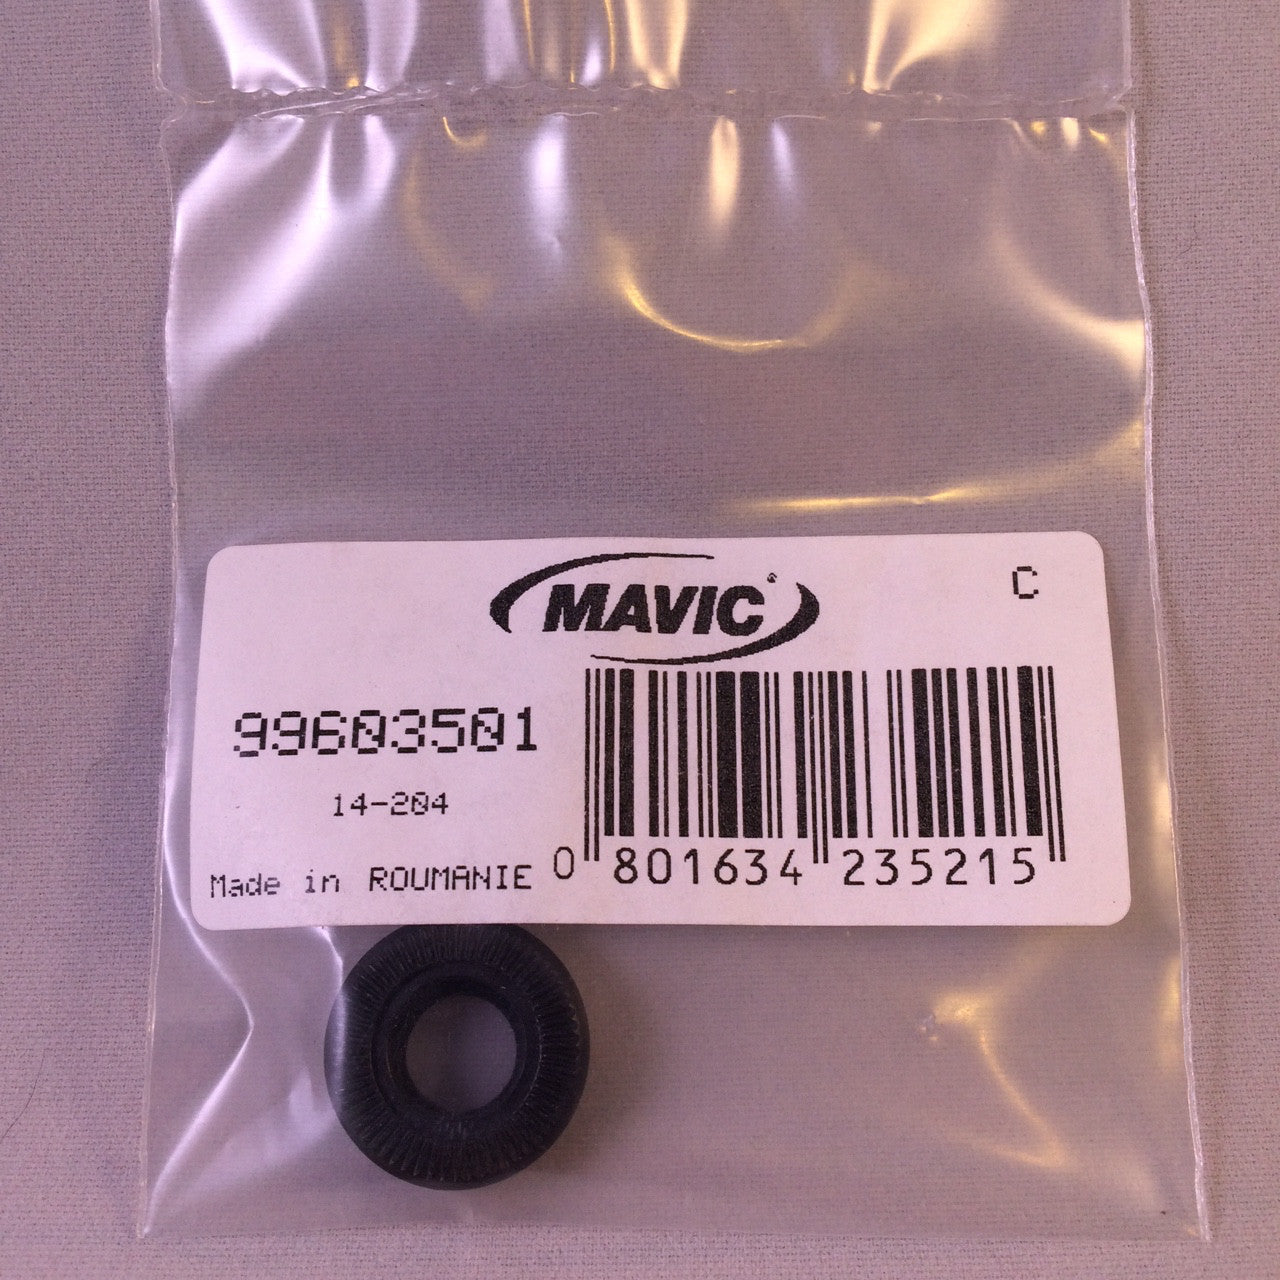 MAVIC
C
99603501
14-204
Made in ROUMANIE
0 801634 235215